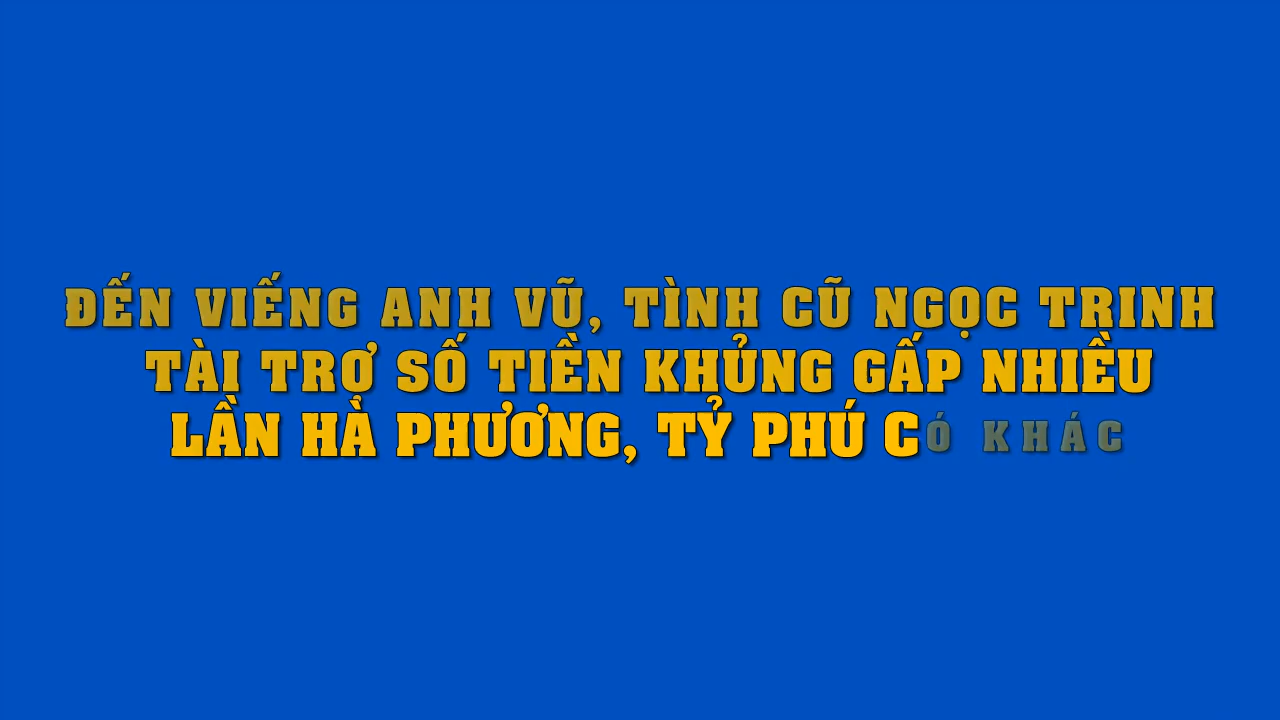 ĐẾN VIẾNG ANH VŨ, TÌNH CŨ NGỌC TRINH
TÀI TRỢ SỐ TIỀN KHỦNG GẤP NHIỀU
LẦN HÀ PHƯƠNG, TỶ PHÚ CÓ KHÁC